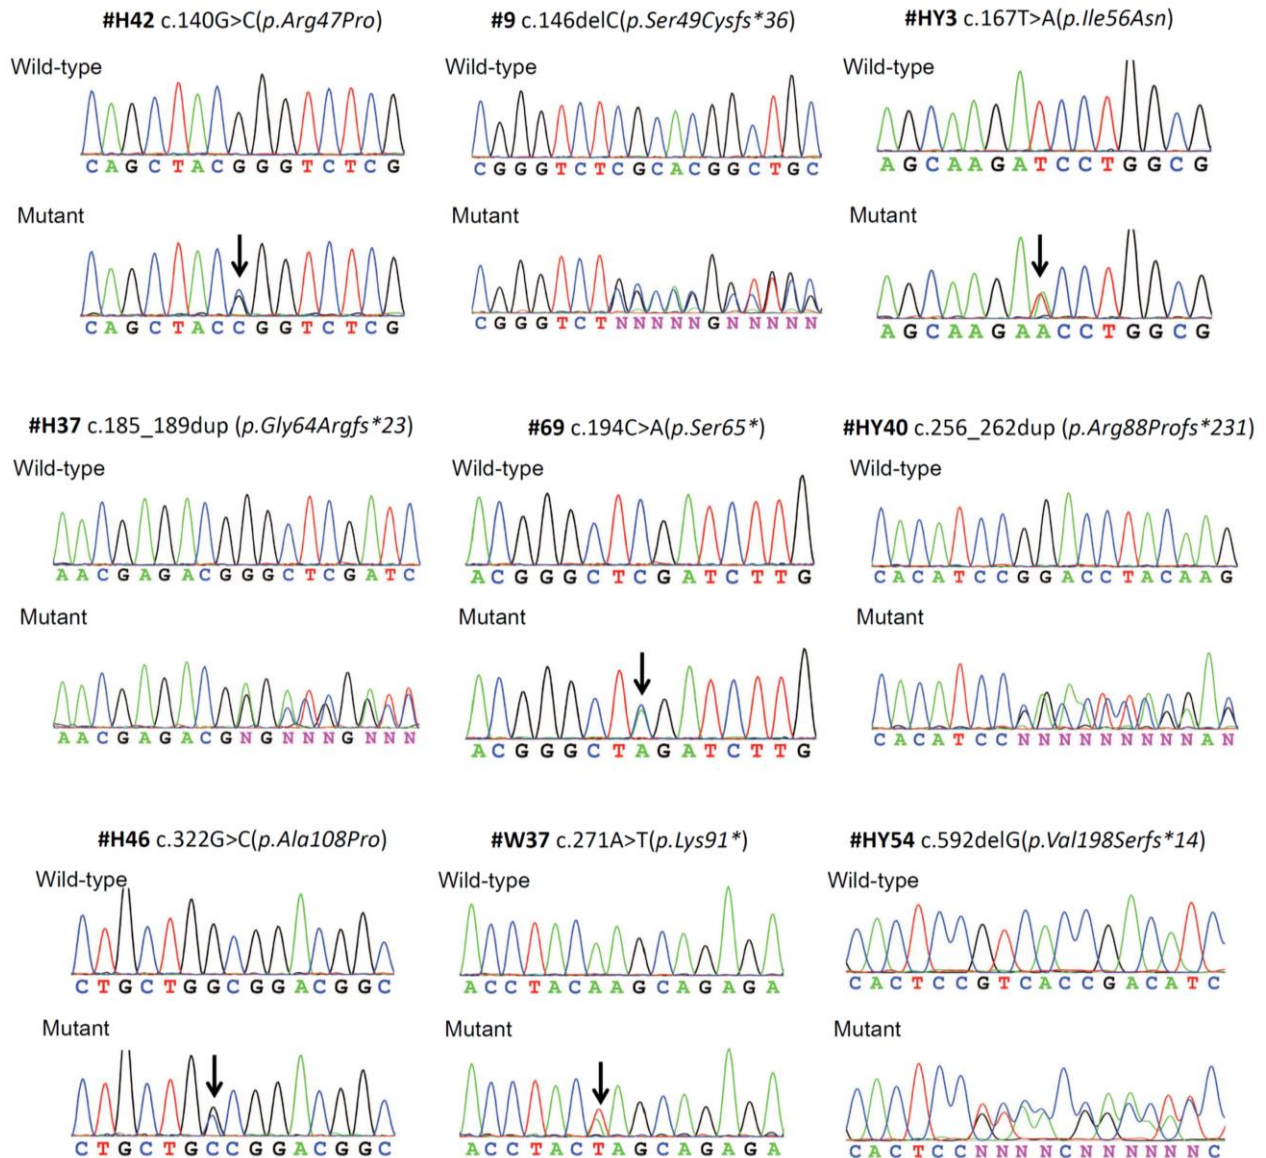 #H42 c.140G>C(p.Arg47Pro)
Wild-type
CAGCTACGGGTCTCG
Mutant
CAGCTACCGGTCTCG
#9 c.146delC(p.Ser49Cysfs*36)
Wild-type
CGGGTCTCGCACGGCTGC
Mutant
CGGGTCTNNNNNGNNNNN
#HY3 c.167T>A(p.Ile56Asn)
Wild-type
AGCAAGATCCTGGCG
Mutant
AGCAAGAACCTGGCG
#H37 c.185_189dup (p.Gly64Argfs*23)
Wild-type
AACGAGACGGGCTCGATC
Mutant
AACGAGACGNGNNNGNNN
#69 c.194C>A(p.Ser65*)
Wild-type
ACGGGCTCGATCTTG
Mutant
ACGGGCTAGATCTTG
#HY40 c.256_262dup (p.Arg88Profs*231)
Wild-type
CACATCCGGACCTACAAG
Mutant
CACATCCNNNNNNNNNAN
#H46 c.322G>C(p.Ala108Pro)
Wild-type
CTGCTGGCGGACGGC
Mutant
CTGCTGCCGGACGGC
#W37 c.271A>T(p.Lys91*)
Wild-type
ACCTACAAGCAGAGA
Mutant
ACCTACTAGCAGAGA
#HY54 c.592delG(p.Val198Serfs*14)
Wild-type
CACTCCGTCACCGACATC
Mutant
CACTCCNNNNCNNNNNNC